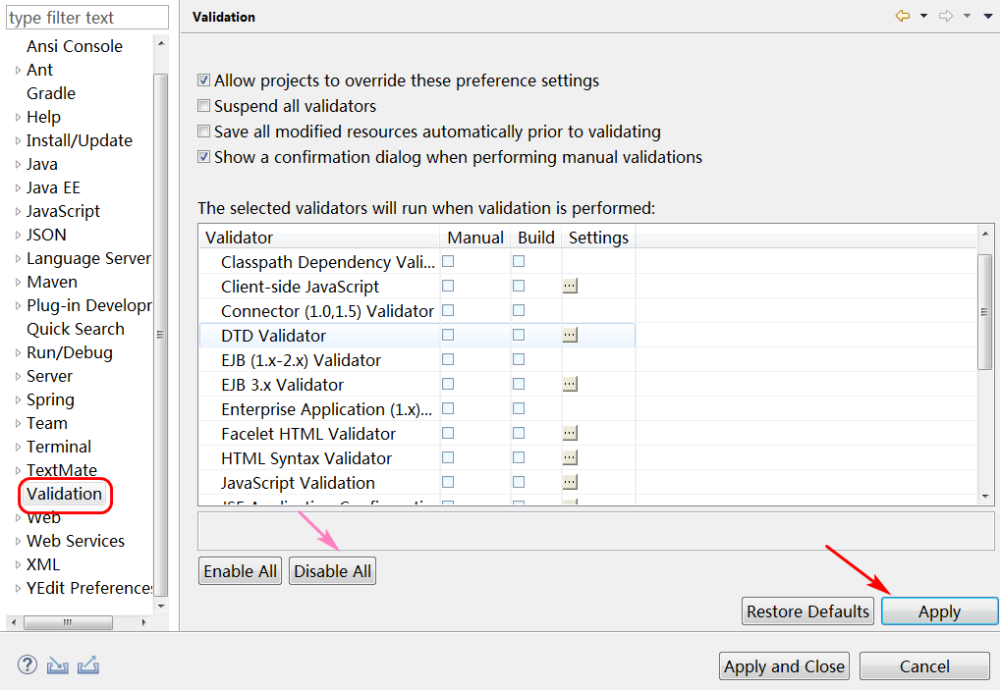 type filter text
Ansi Console
Ant
Gradle
Help
Install/Update
Java
Java EE
JavaScript
JSON
Language Server
Maven
Plug-in Developr
Quick Search
Run/Debug
Server
Spring
Team
Terminal
TextMate
Validation
Web
Web Services
XML
YEdit Preferences
Validation
Allow projects to override these preference settings
Suspend all validators
Save all modified resources automatically prior to validating
Show a confirmation dialog when performing manual validations
The selected validators will run when validation is performed:
Validator Manual Build Settings
Classpath Dependency Vali...
Client-side JavaScript ...
Connector (1.0,1.5) Validator
DTD Validator ...
EJB (1.x-2.x) Validator
EJB 3.x Validator ...
Enterprise Application (1.x)...
Facelet HTML Validator ...
HTML Syntax Validator ...
JavaScript Validation ...
Enable All Disable All
Restore Defaults Apply
Apply and Close Cancel